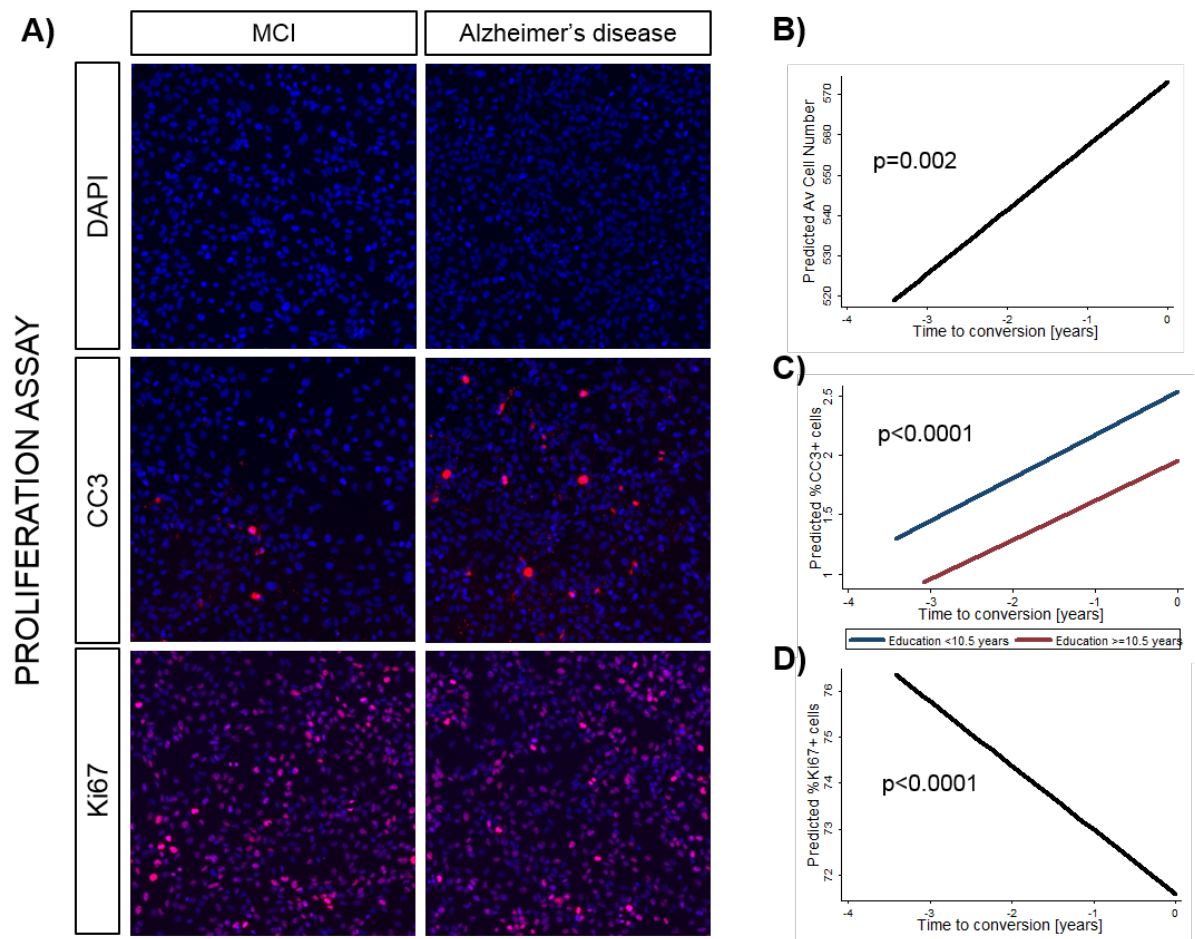 A)
MCI
Alzheimer's disease
PROLIFERATION ASSAY
DAPI
CC3
Ki67
B)
Predicted Av Cell Number
570
560
550
540
530
520
p=0.002
-4 -3 -2 -1 0
Time to conversion [years]
C)
Predicted %CC3+ cells
2.5
2
1.5
1
p<0.0001
-4 -3 -2 -1 0
Time to conversion [years]
Education <10.5 years Education >=10.5 years
D)
Predicted %Ki67+ cells
76
75
74
73
72
p<0.0001
-4 -3 -2 -1 0
Time to conversion [years]